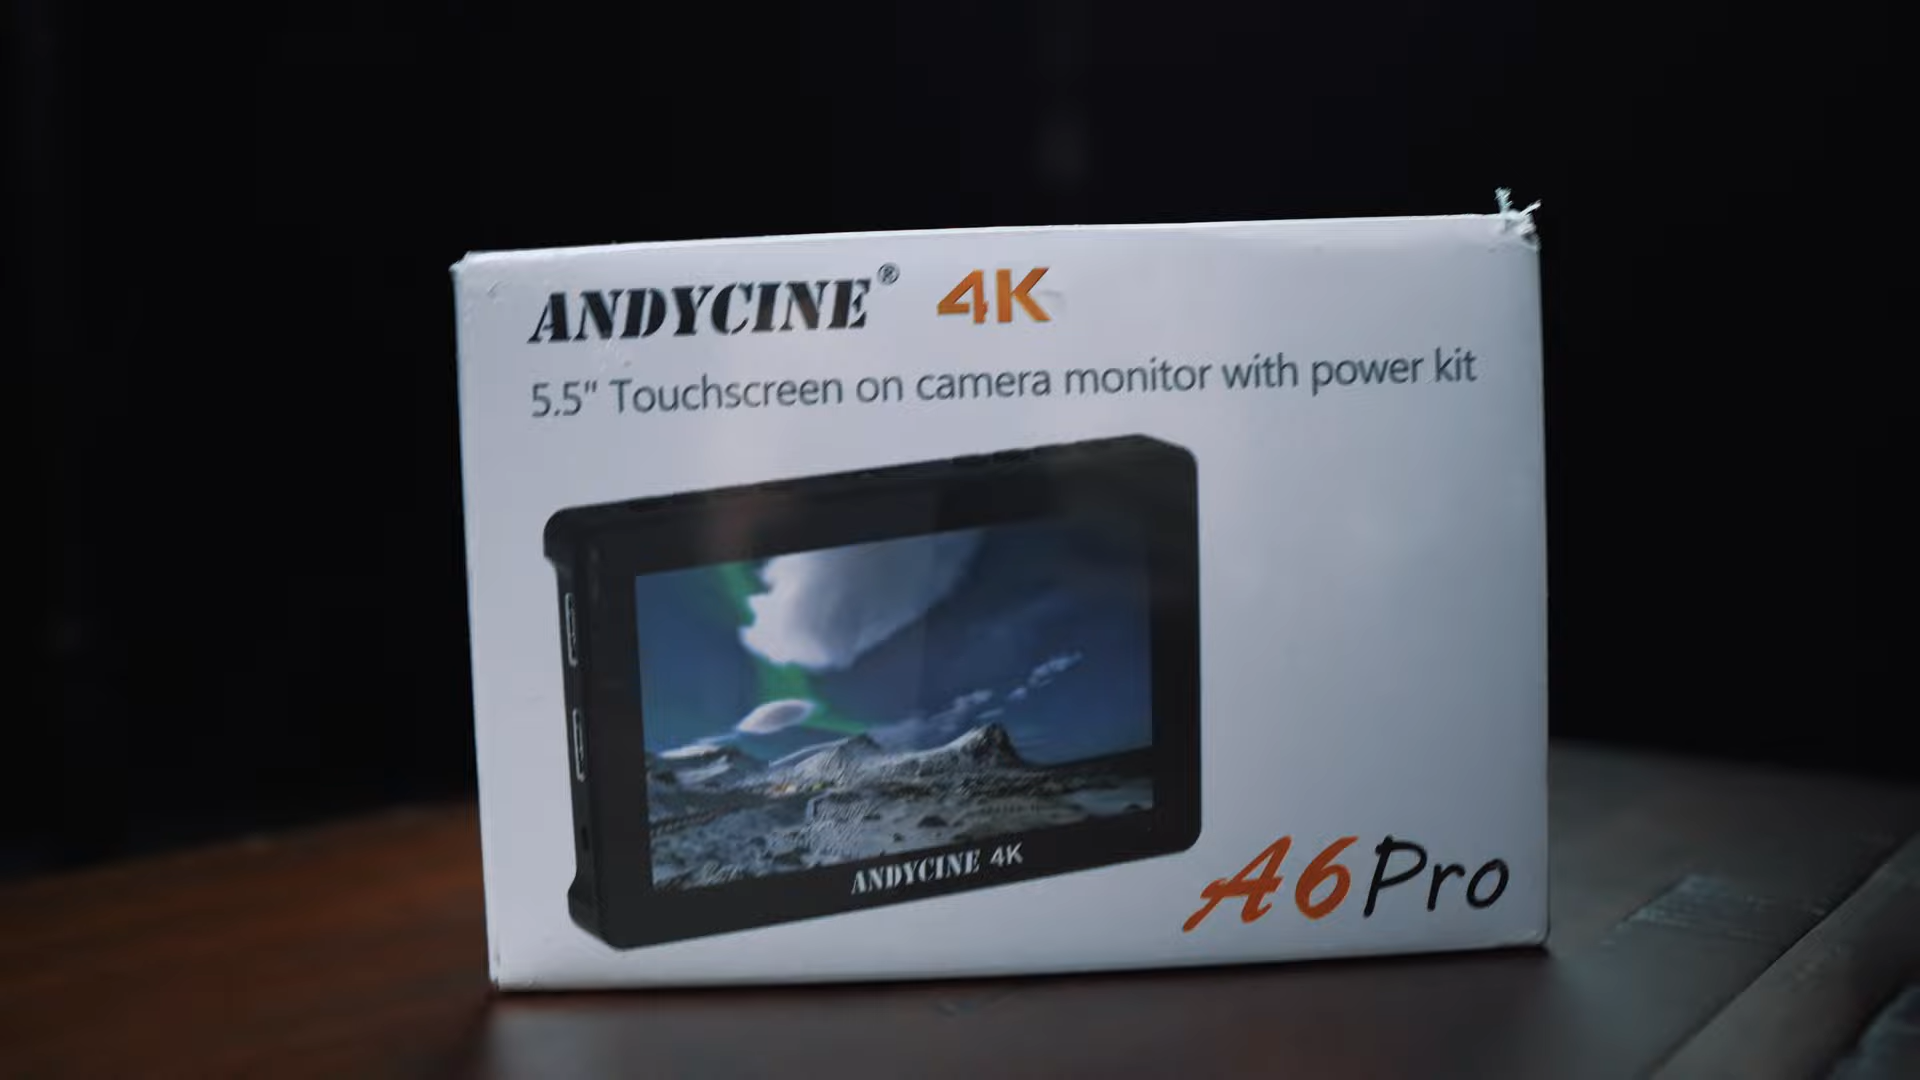 ANDYCINE® 4K
5.5" Touchscreen on camera monitor with power kit
ANDYCINE 4K
A6Pro